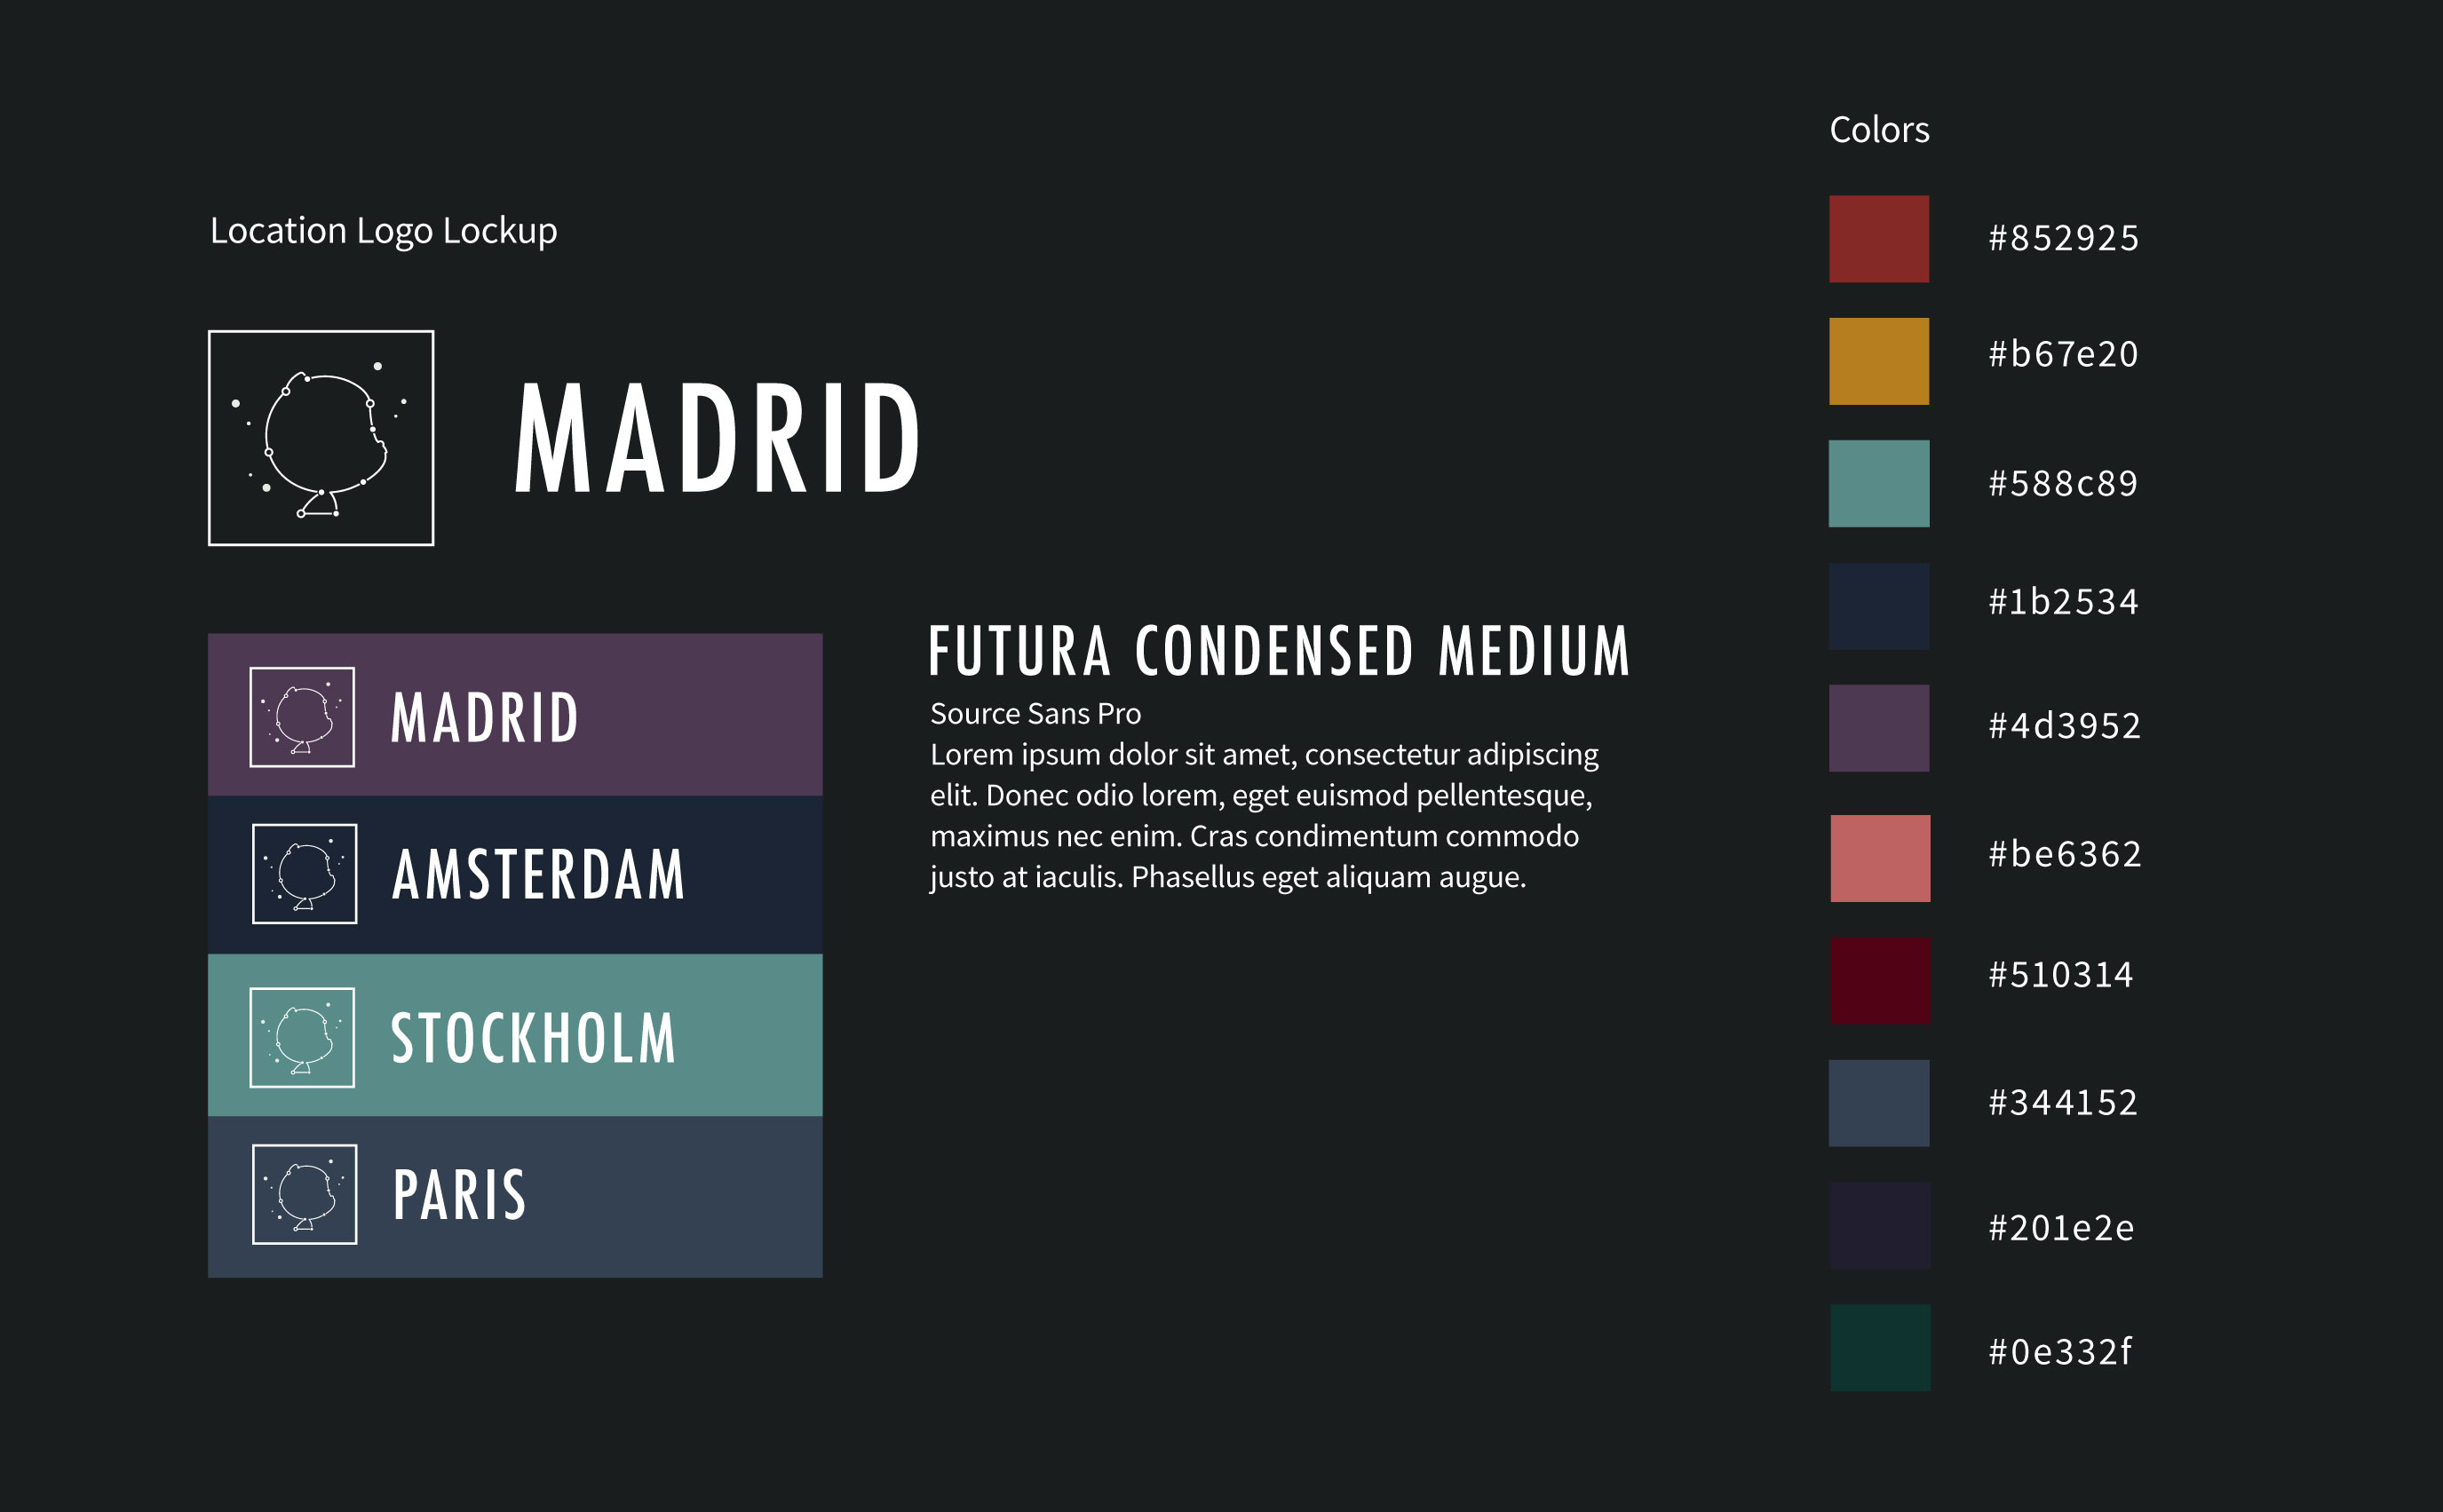 Location Logo Lockup
MADRID
MADRID
AMSTERDAM
STOCKHOLM
PARIS
FUTURA CONDENSED MEDIUM
Source Sans Pro
Lorem ipsum dolor sit amet, consectetur adipiscing
elit. Donec odio lorem, eget euismod pellentesque,
maximus nec enim. Cras condimentum commodo
justo at iaculis. Phasellus eget aliquam augue.
Colors
#852925
#b67e20
#588c89
#1b2534
#4d3952
#be6362
#510314
#344152
#201e2e
#0e332f